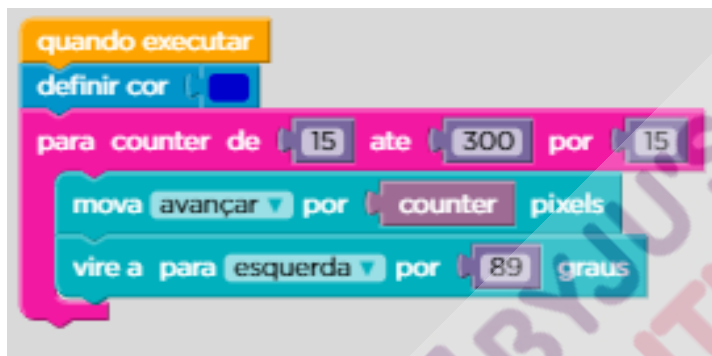 quando executar
definir cor
para counter de 15 ate 300 por 15
mova avançar por counter pixels
vire a para esquerda por 89 graus
BYJU'S